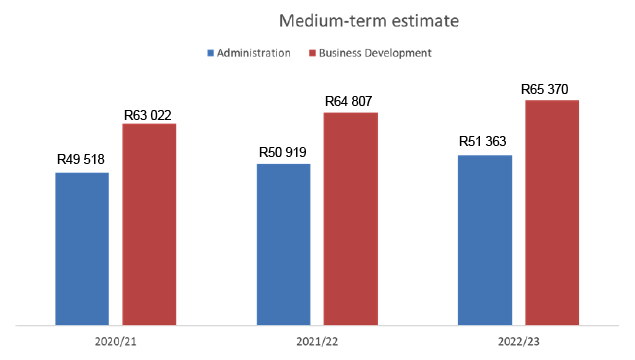 Medium-term estimate
Administration Business Development
R49 518 R63 022 R50 919 R64 807 R51 363 R65 370
2020/21 2021/22 2022/23